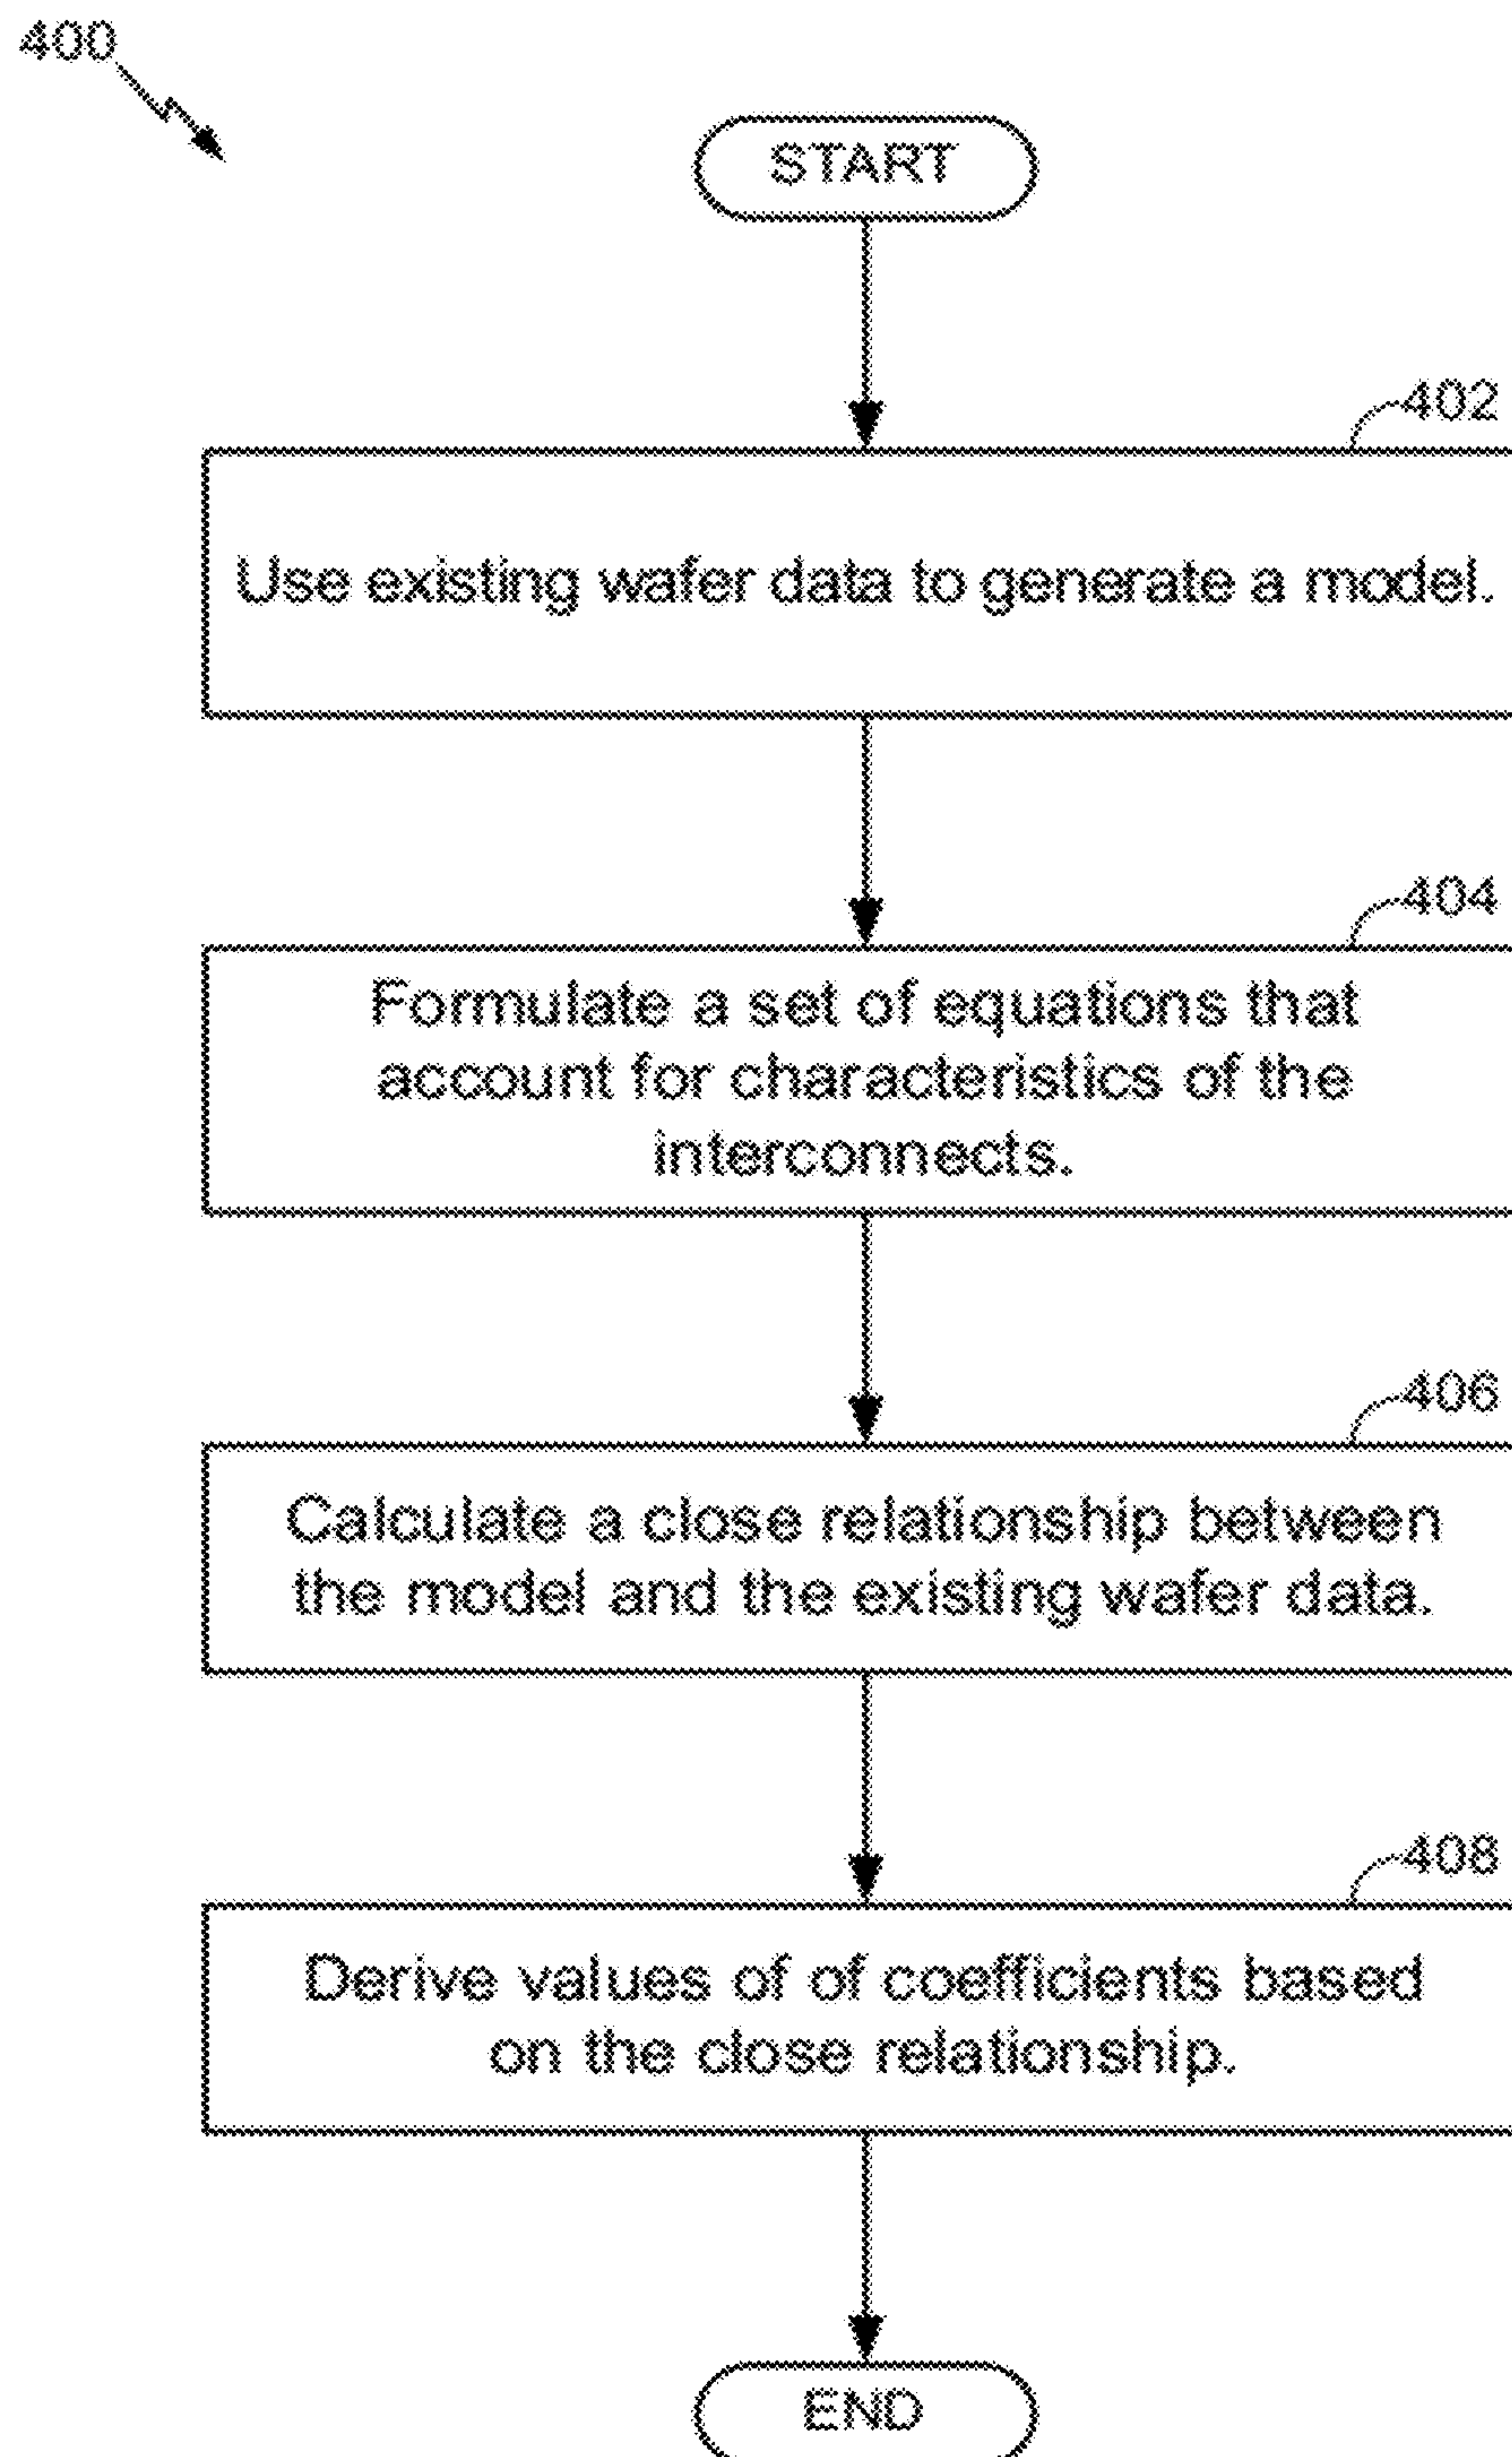 400
START
402
Use existing wafer data to generate a model.
404
Formulate a set of equations that
account for characteristics of the
interconnects.
406
Calculate a close relationship between
the model and the existing wafer data.
408
Derive values of of coefficients based
on the close relationship.
END